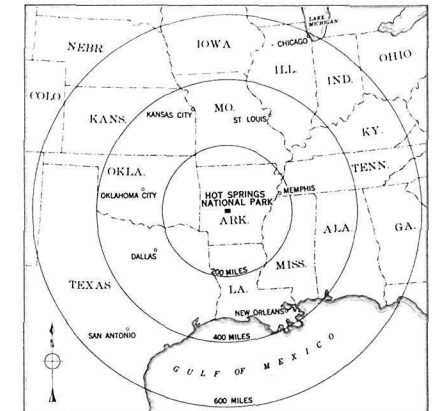 LAKE
MICHIGAN
NEBR.
IOWA
CHICAGO
OHIO
ILL.
IND.
COLO.
KANS.
KANSAS CITY
MO.
ST LOUIS
KY.
TENN.
OKLA.
OKLAHOMA CITY
HOT SPRINGS
NATIONAL PARK
MEMPHIS
ARK.
ALA.
GA.
DALLAS
MISS.
200 MILES
TEXAS
LA.
NEW ORLEANS
SAN ANTONIO
400 MILES
GULF OF MEXICO
600 MILES